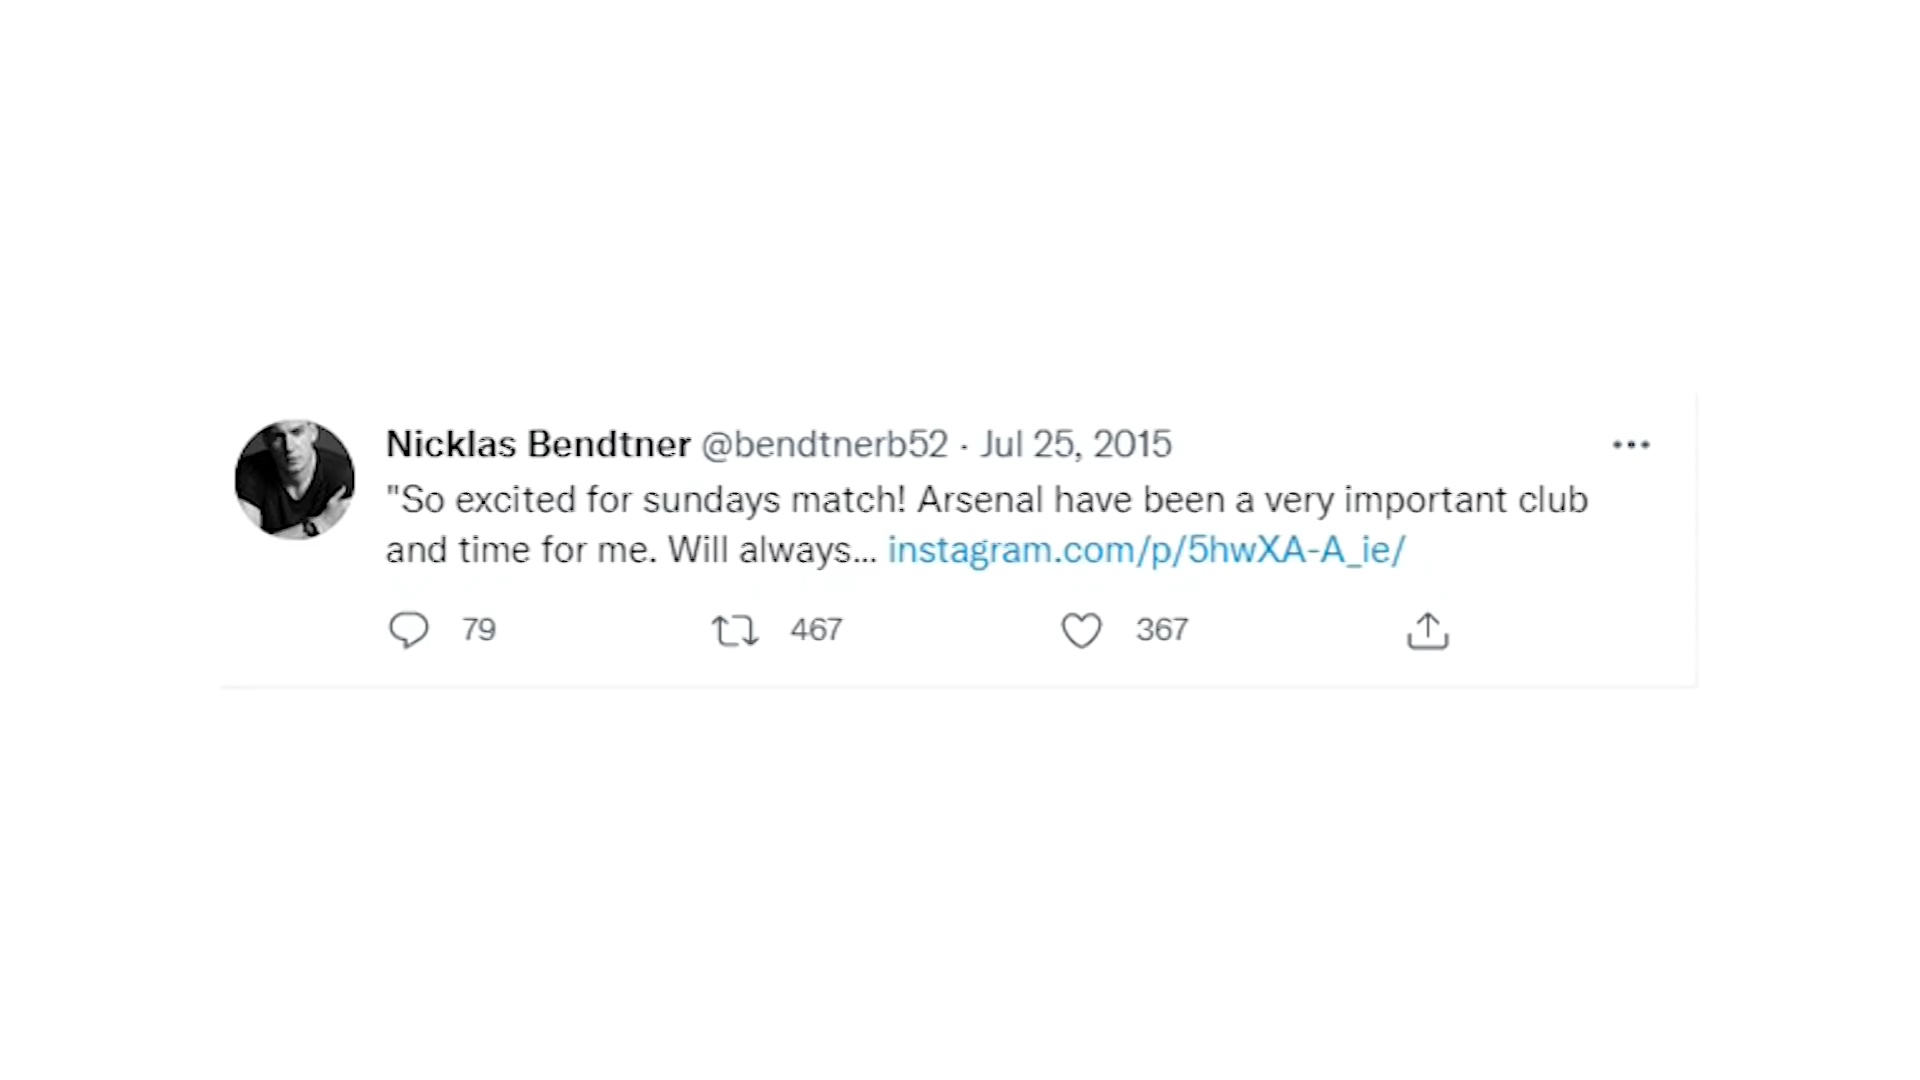 Nicklas Bendtner @bendtnerb52 · Jul 25, 2015
"So excited for sundays match! Arsenal have been a very important club
and time for me. Will always... instagram.com/p/5hwXA-A_ie/
79 467 367